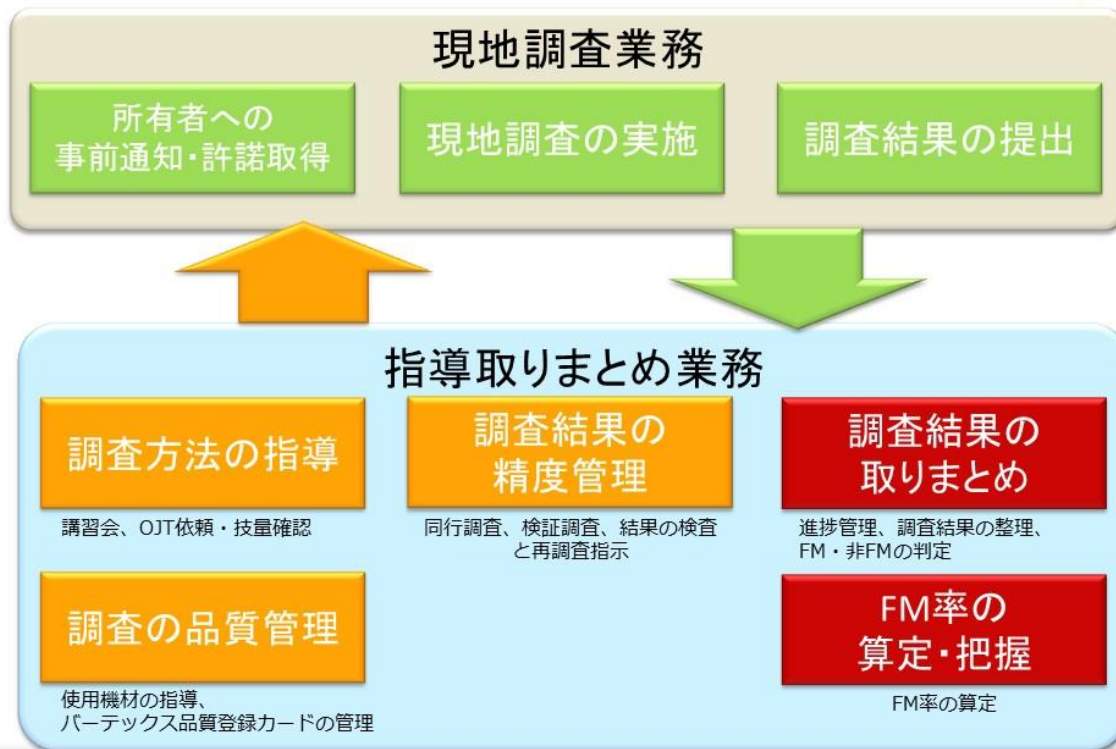 現地調査業務
所有者への
事前通知・許諾取得
現地調査の実施
調査結果の提出
指導取りまとめ業務
調査方法の指導
講習会、OJT依頼・技量確認
調査結果の
精度管理
同行調査、検証調査、結果の検査
と再調査指示
調査結果の
取りまとめ
進捗管理、調査結果の整理、
FM・非FMの判定
調査の品質管理
使用機材の指導、
バーテックス品質登録カードの管理
FM率の
算定・把握
FM率の算定